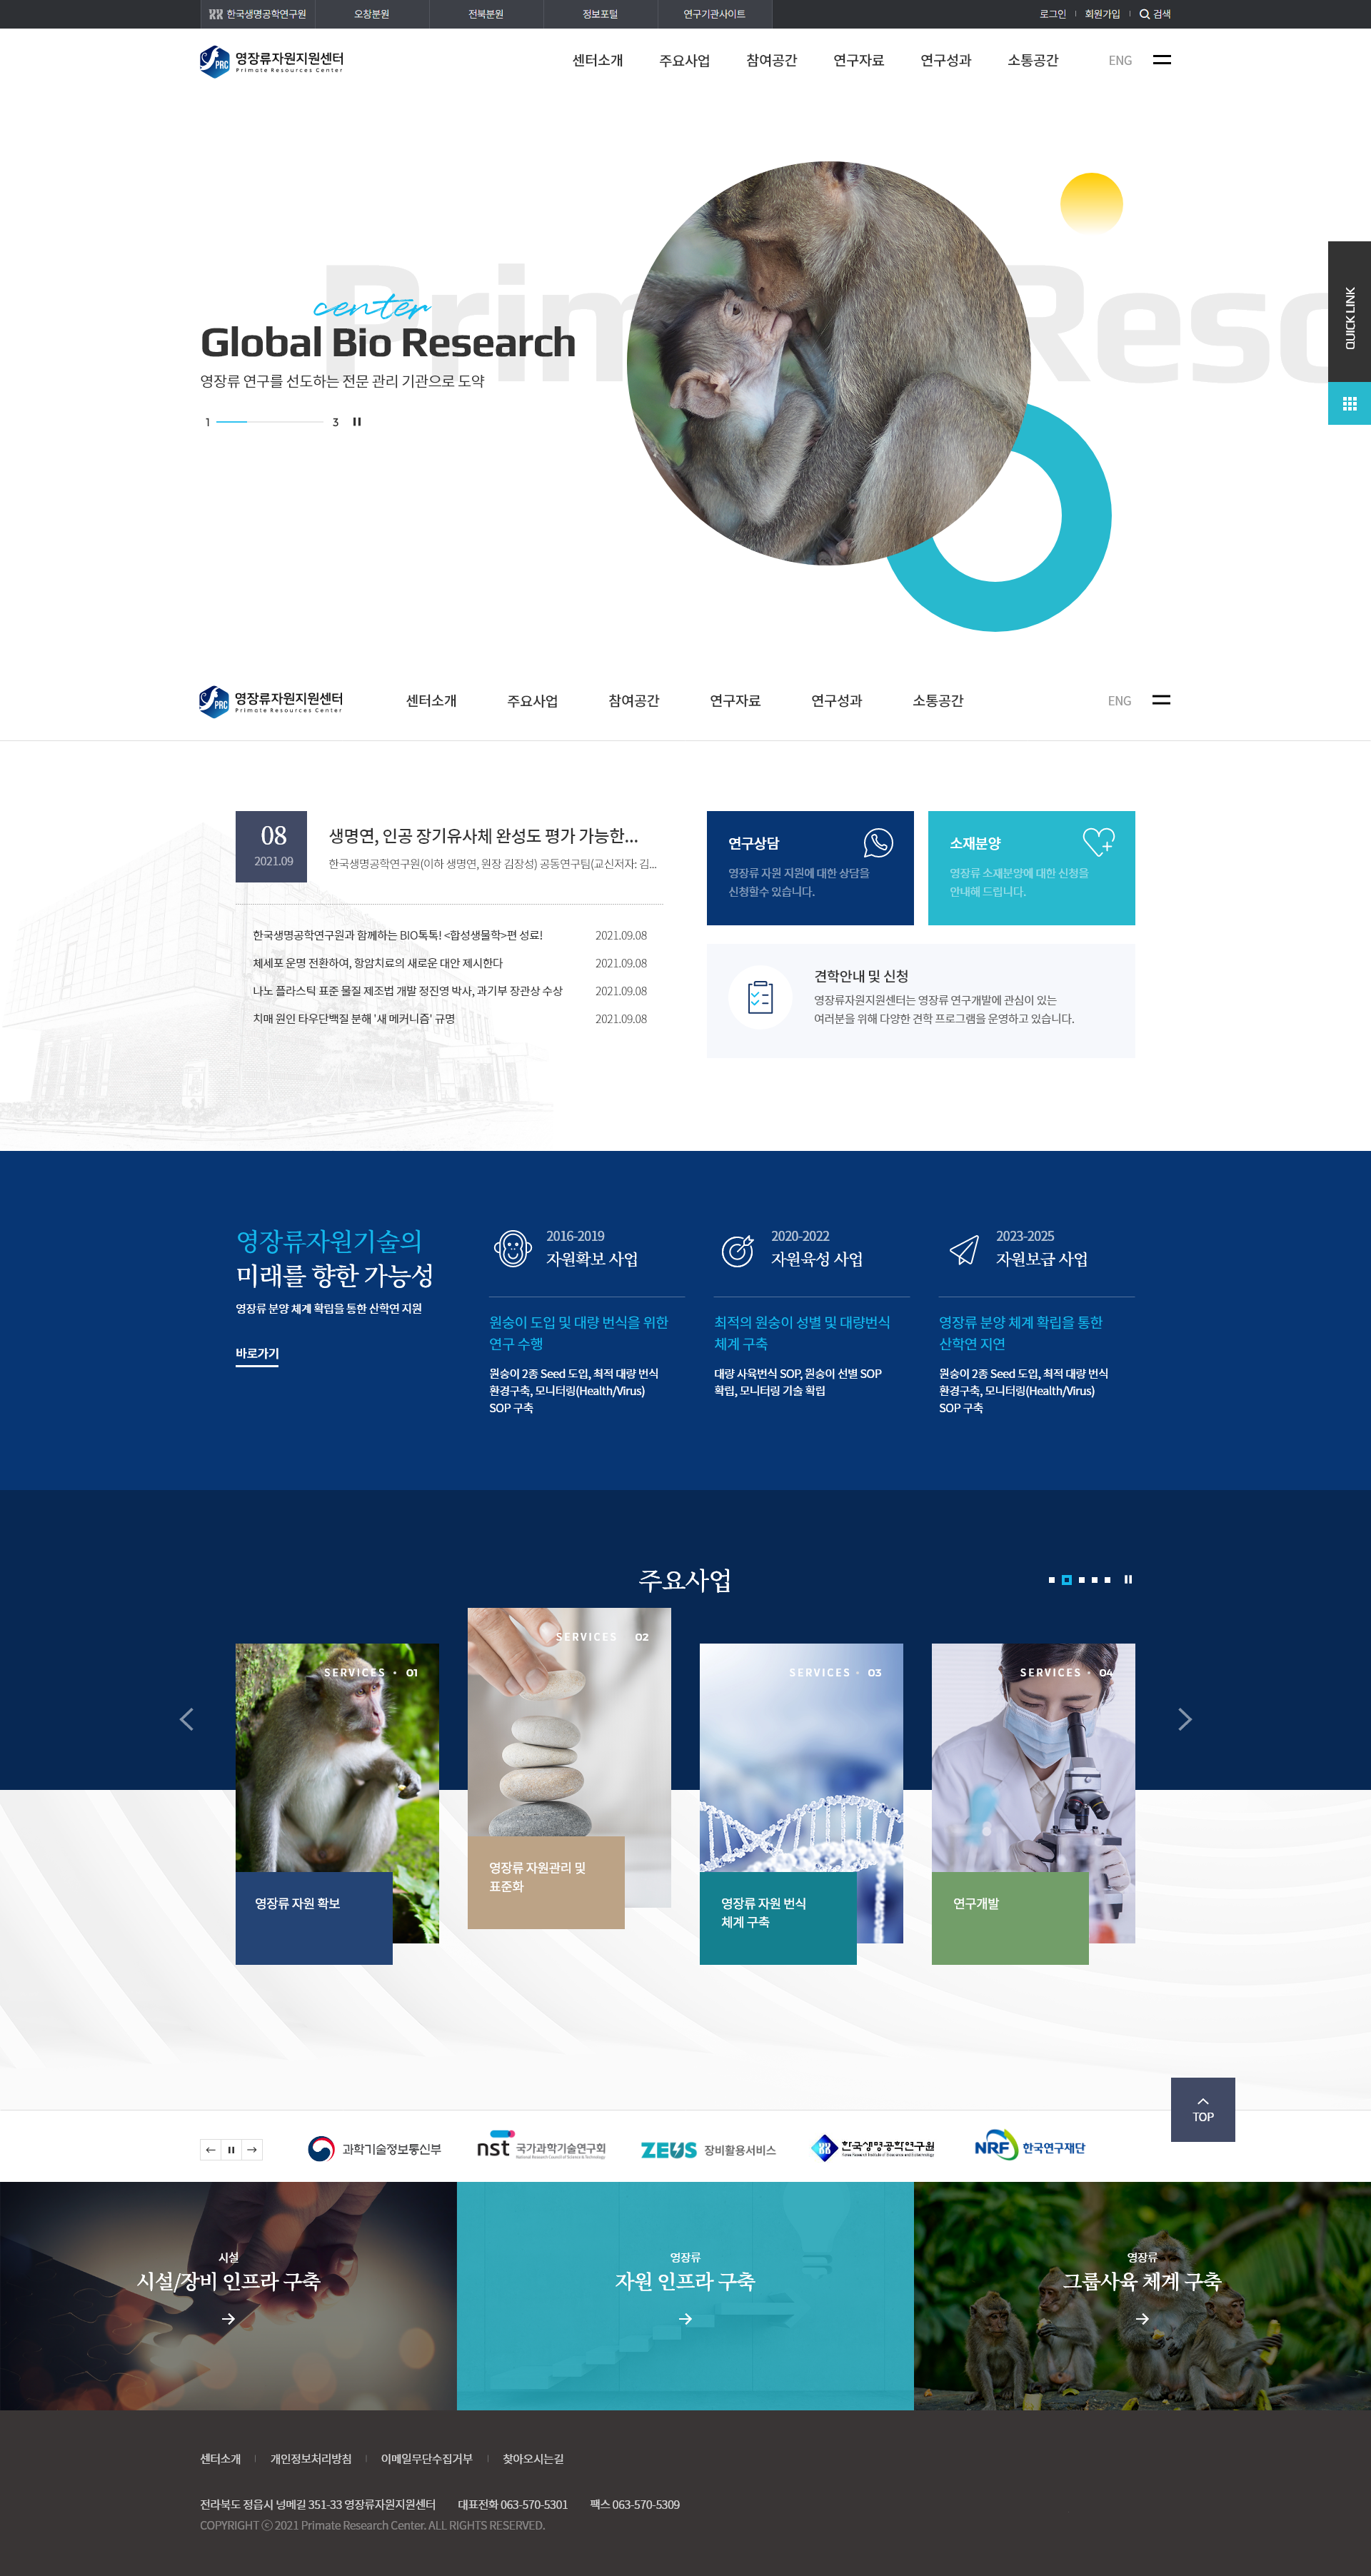 한국생명공학연구원 오창분원 전북분원 정보포털 연구기관사이트 로그인 회원가입 검색
PRC 영장류자원지원센터
Primate Resources Center
센터소개 주요사업 참여공간 연구자료 연구성과 소통공간 ENG
Prim Reso
center
Global Bio Research
영장류 연구를 선도하는 전문 관리 기관으로 도약
1 3
QUICK LINK
PRC 영장류자원지원센터
Primate Resources Center
센터소개 주요사업 참여공간 연구자료 연구성과 소통공간 ENG
08
2021.09
생명연, 인공 장기유사체 완성도 평가 가능한...
한국생명공학연구원(이하 생명연, 원장 김장성) 공동연구팀(교신저자: 김...
한국생명공학연구원과 함께하는 BIO톡톡! <합성생물학>편 성료! 2021.09.08
체세포 운명 전환하여, 항암치료의 새로운 대안 제시한다 2021.09.08
나노 플라스틱 표준 물질 제조법 개발 정진영 박사, 과기부 장관상 수상 2021.09.08
치매 원인 타우단백질 분해 '새 메커니즘' 규명 2021.09.08
연구상담
영장류 자원 지원에 대한 상담을
신청할수 있습니다.
소재분양
영장류 소재분양에 대한 신청을
안내해 드립니다.
견학안내 및 신청
영장류자원지원센터는 영장류 연구개발에 관심이 있는
여러분을 위해 다양한 견학 프로그램을 운영하고 있습니다.
영장류자원기술의
미래를 향한 가능성
영장류 분양 체계 확립을 통한 산학연 지원
바로가기
2016-2019
자원확보 사업
원숭이 도입 및 대량 번식을 위한
연구 수행
원숭이 2종 Seed 도입, 최적 대량 번식
환경구축, 모니터링(Health/Virus)
SOP 구축
2020-2022
자원육성 사업
최적의 원숭이 성별 및 대량번식
체계 구축
대량 사육번식 SOP, 원숭이 선별 SOP
확립, 모니터링 기술 확립
2023-2025
자원보급 사업
영장류 분양 체계 확립을 통한
산학연 지연
원숭이 2종 Seed 도입, 최적 대량 번식
환경구축, 모니터링(Health/Virus)
SOP 구축
주요사업
SERVICES • 01
영장류 자원 확보
SERVICES 02
영장류 자원관리 및
표준화
SERVICES • 03
영장류 자원 번식
체계 구축
SERVICES • 04
연구개발
TOP
과학기술정보통신부
nst 국가과학기술연구회
National Research Council of Science & Technology
ZEUS 장비활용서비스
한국생명공학연구원
NRF 한국연구재단
시설
시설/장비 인프라 구축
영장류
자원 인프라 구축
영장류
그룹사육 체계 구축
센터소개 개인정보처리방침 이메일무단수집거부 찾아오시는길
전라북도 정읍시 넝메길 351-33 영장류자원지원센터 대표전화 063-570-5301 팩스 063-570-5309
COPYRIGHT ⓒ 2021 Primate Research Center. ALL RIGHTS RESERVED.